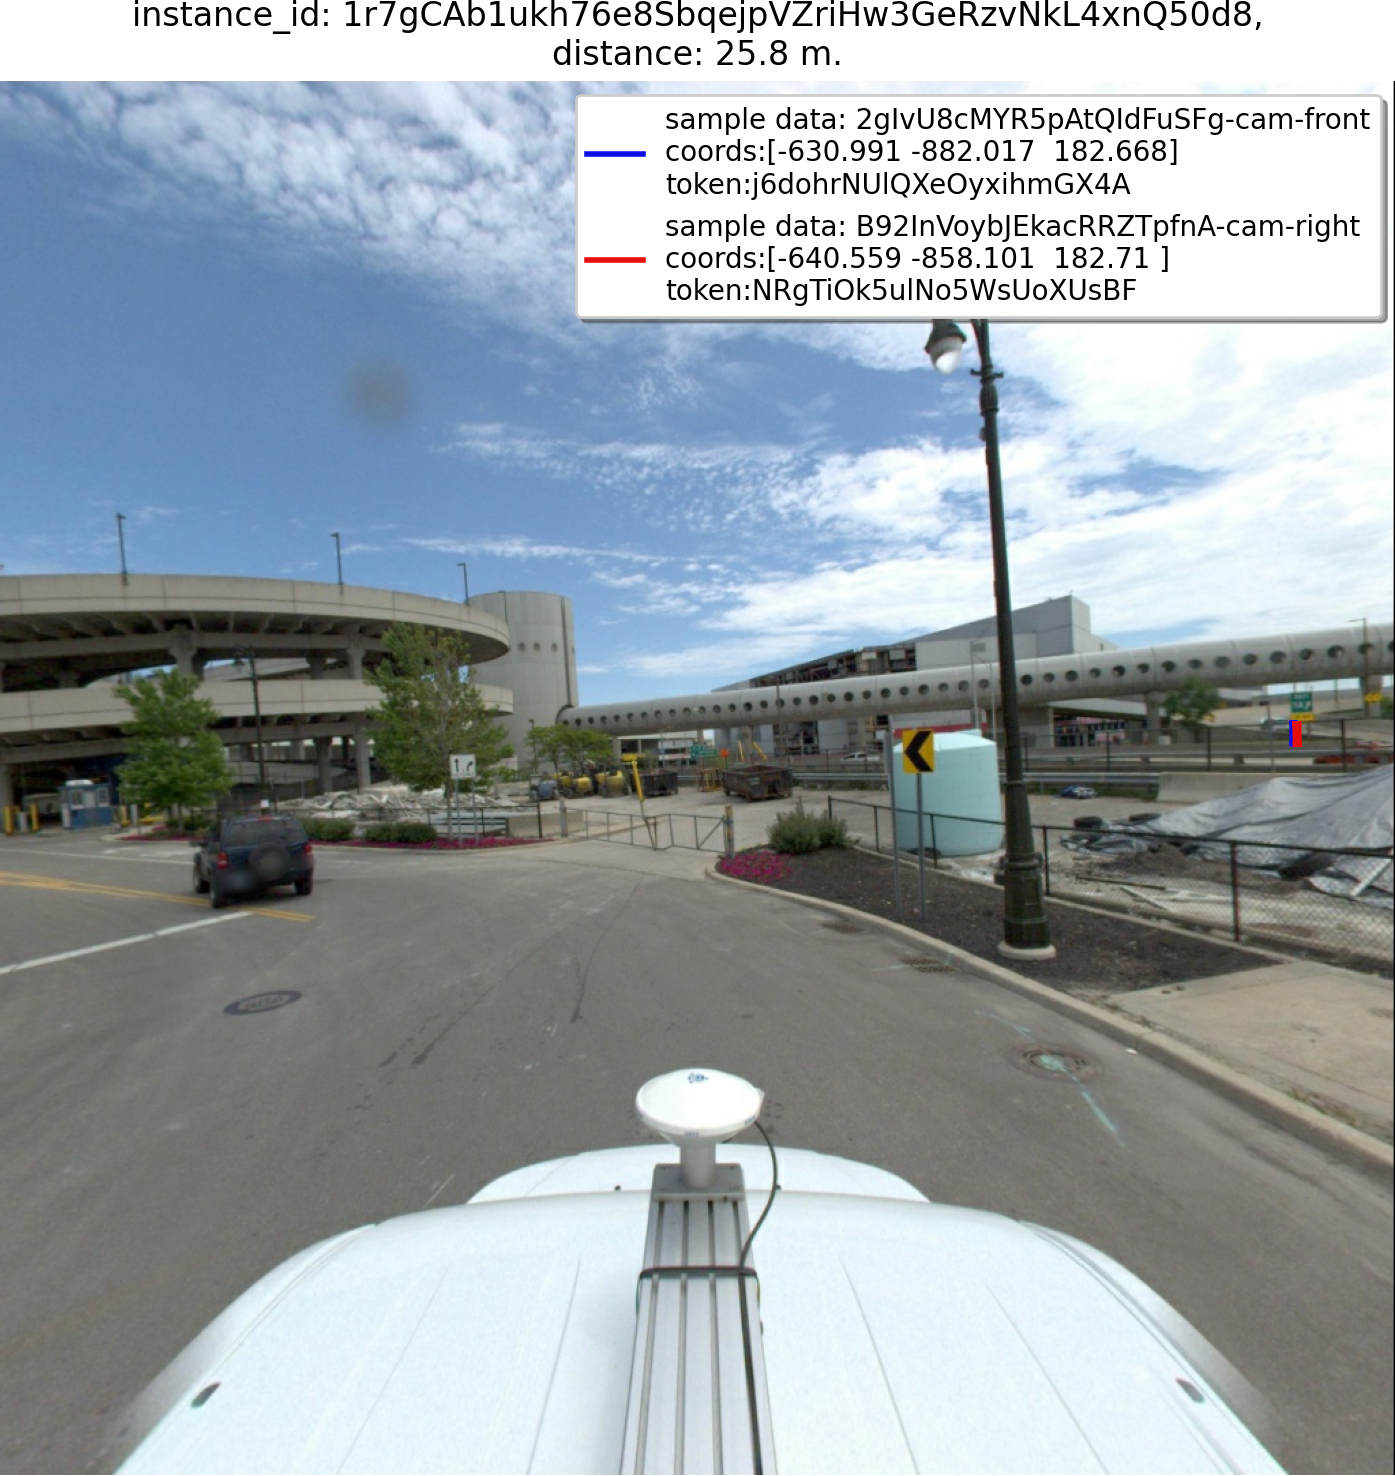 instance_id: 1r7gCAb1ukh76e8SbqejpVZriHw3GeRzvNkL4xnQ50d8,
distance: 25.8 m.
sample data: 2gIvU8cMYR5pAtQIdFuSFg-cam-front
coords:[-630.991 -882.017  182.668]
token:j6dohrNUlQXeOyxihmGX4A
sample data: B92InVoybJEkacRRZTpfnA-cam-right
coords:[-640.559 -858.101  182.71 ]
token:NRgTiOk5ulNo5WsUoXUsBF